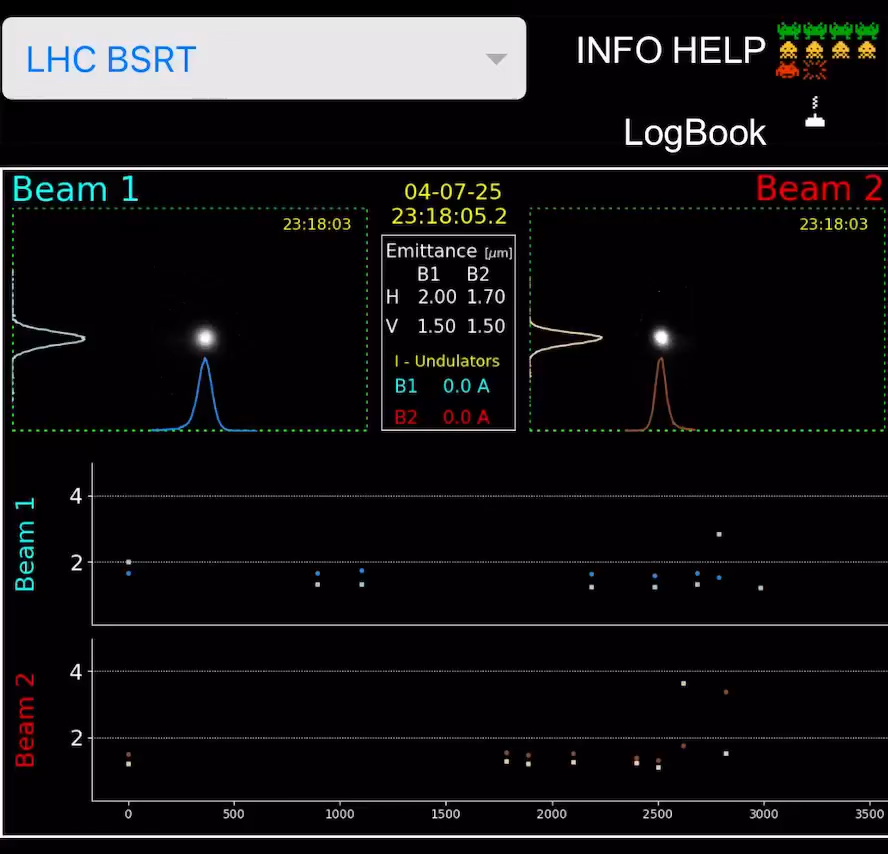 LHC BSRT
INFO HELP
LogBook
Beam 1
04-07-25
23:18:05.2
Beam 2
23:18:03
23:18:03
Emittance [μm]
B1 B2
H 2.00 1.70
V 1.50 1.50
I - Undulators
B1 0.0 A
B2 0.0 A
Beam 1
4
2
Beam 2
4
2
0 500 1000 1500 2000 2500 3000 3500